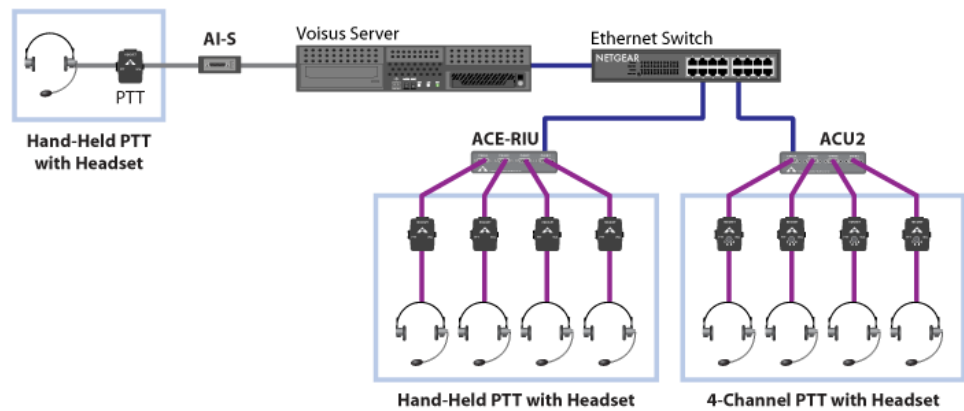 AI-S
Voisus Server
Ethernet Switch
NETGEAR
PTT
Hand-Held PTT
with Headset
ACE-RIU
ACU2
Hand-Held PTT with Headset
4-Channel PTT with Headset